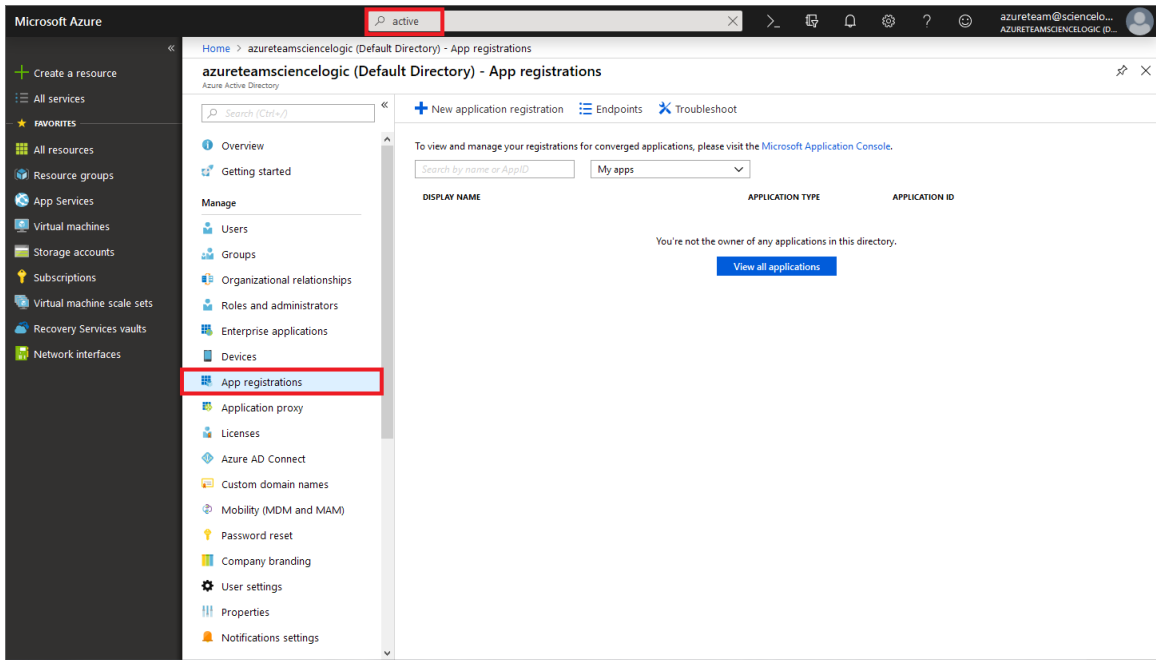 Microsoft Azure
active
azureteam@sciencelo...
AZURETEAMSCIENCELOGIC (D...
Create a resource
All services
FAVORITES
All resources
Resource groups
App Services
Virtual machines
Storage accounts
Subscriptions
Virtual machine scale sets
Recovery Services vaults
Network interfaces
Home > azureteamsciencelogic (Default Directory) - App registrations
azureteamsciencelogic (Default Directory) - App registrations
Azure Active Directory
Search (Ctrl+/)
Overview
Getting started
Manage
Users
Groups
Organizational relationships
Roles and administrators
Enterprise applications
Devices
App registrations
Application proxy
Licenses
Azure AD Connect
Custom domain names
Mobility (MDM and MAM)
Password reset
Company branding
User settings
Properties
Notifications settings
New application registration Endpoints Troubleshoot
To view and manage your registrations for converged applications, please visit the Microsoft Application Console.
Search by name or AppID My apps
DISPLAY NAME APPLICATION TYPE APPLICATION ID
You're not the owner of any applications in this directory.
View all applications